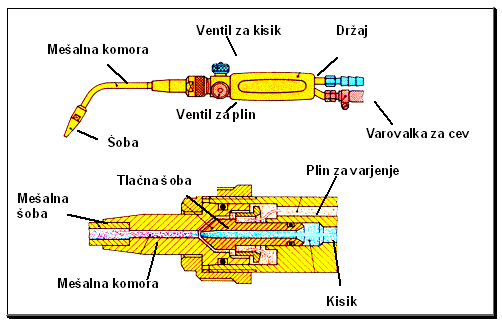 Ventil za kisik
Držaj
Mešalna komora
Ventil za plin
Varovalka za cev
Šoba
Plin za varjenje
Tlačna šoba
Mešalna
šoba
Mešalna komora
Kisik